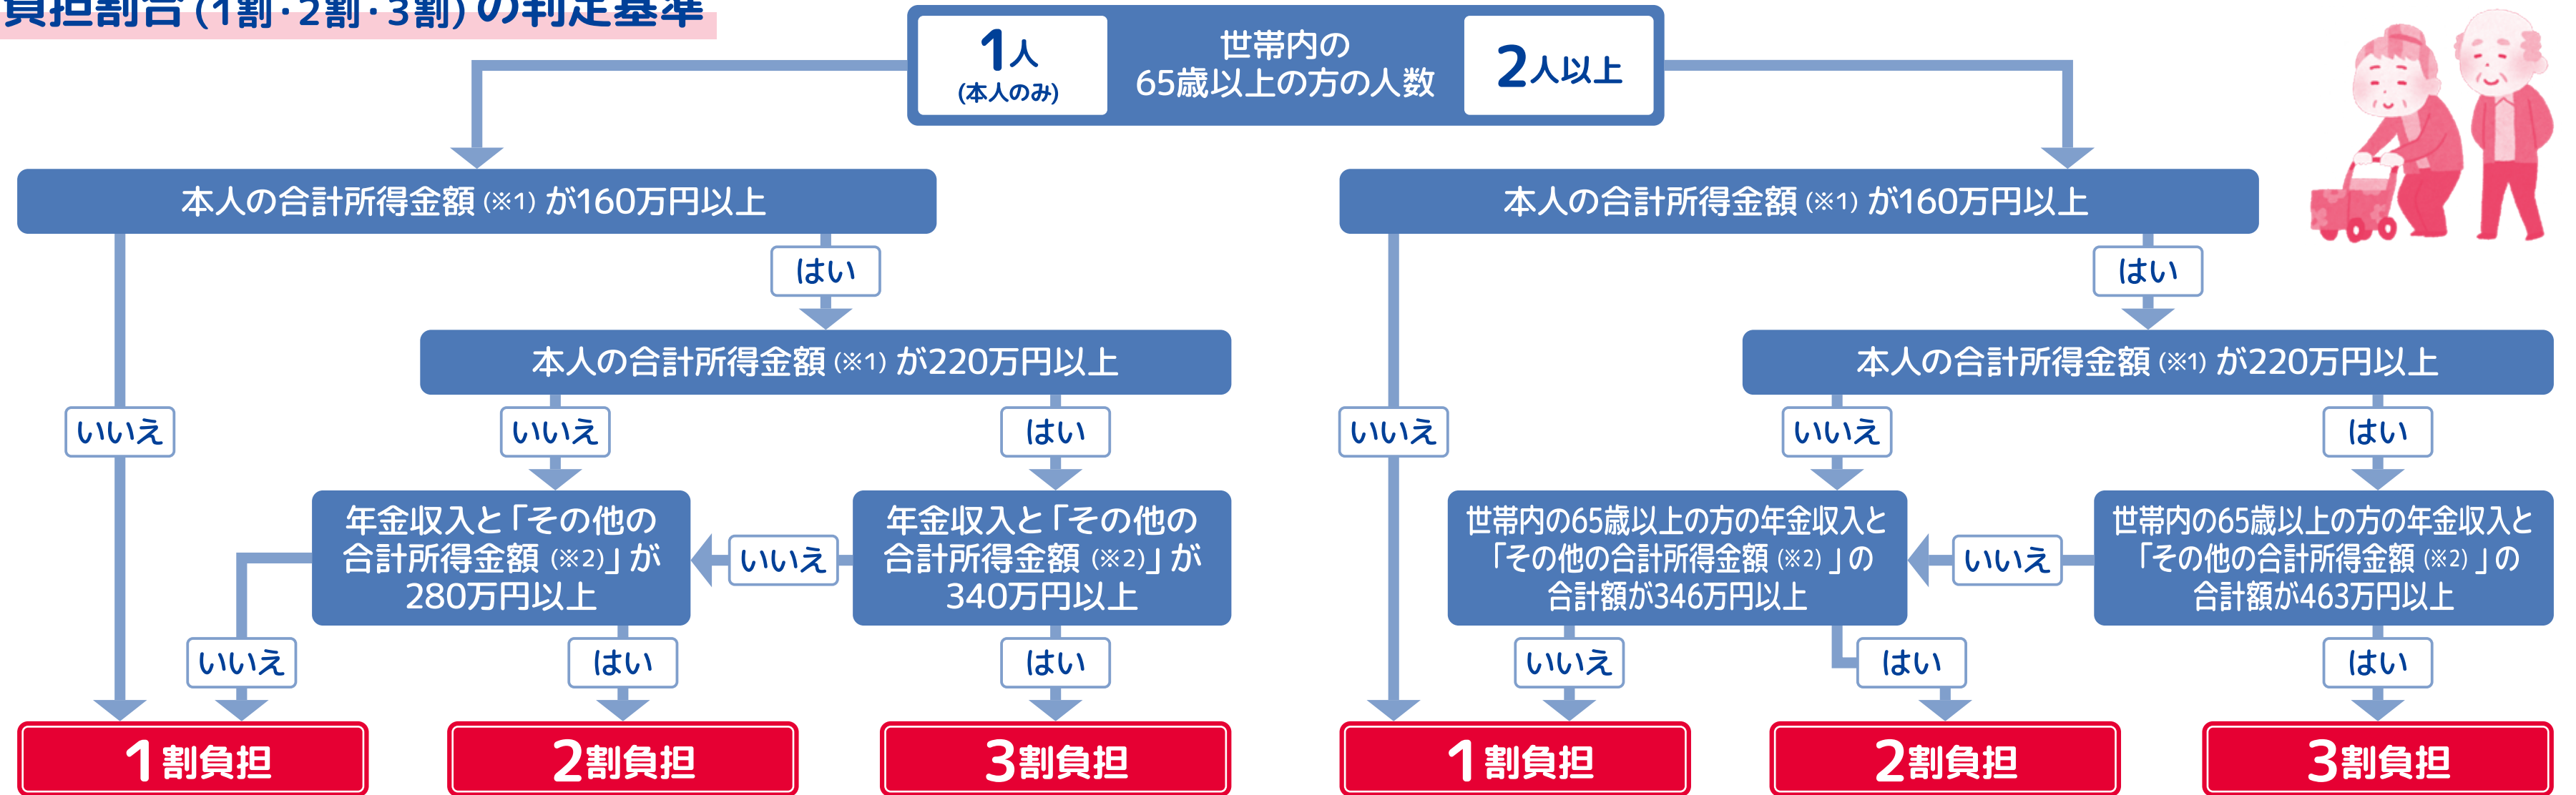 負担割合(1割・2割・3割)の判定基準
1人
(本人のみ)
世帯内の
65歳以上の方の人数
2人以上
本人の合計所得金額(※1)が160万円以上
はい
いいえ
本人の合計所得金額(※1)が220万円以上
いいえ
はい
年金収入と「その他の
合計所得金額(※2)」が
280万円以上
いいえ
年金収入と「その他の
合計所得金額(※2)」が
340万円以上
いいえ
はい
はい
1割負担
2割負担
3割負担
本人の合計所得金額(※1)が160万円以上
はい
いいえ
本人の合計所得金額(※1)が220万円以上
いいえ
はい
世帯内の65歳以上の方の年金収入と
「その他の合計所得金額(※2)」の
合計額が346万円以上
いいえ
世帯内の65歳以上の方の年金収入と
「その他の合計所得金額(※2)」の
合計額が463万円以上
いいえ
はい
はい
1割負担
2割負担
3割負担